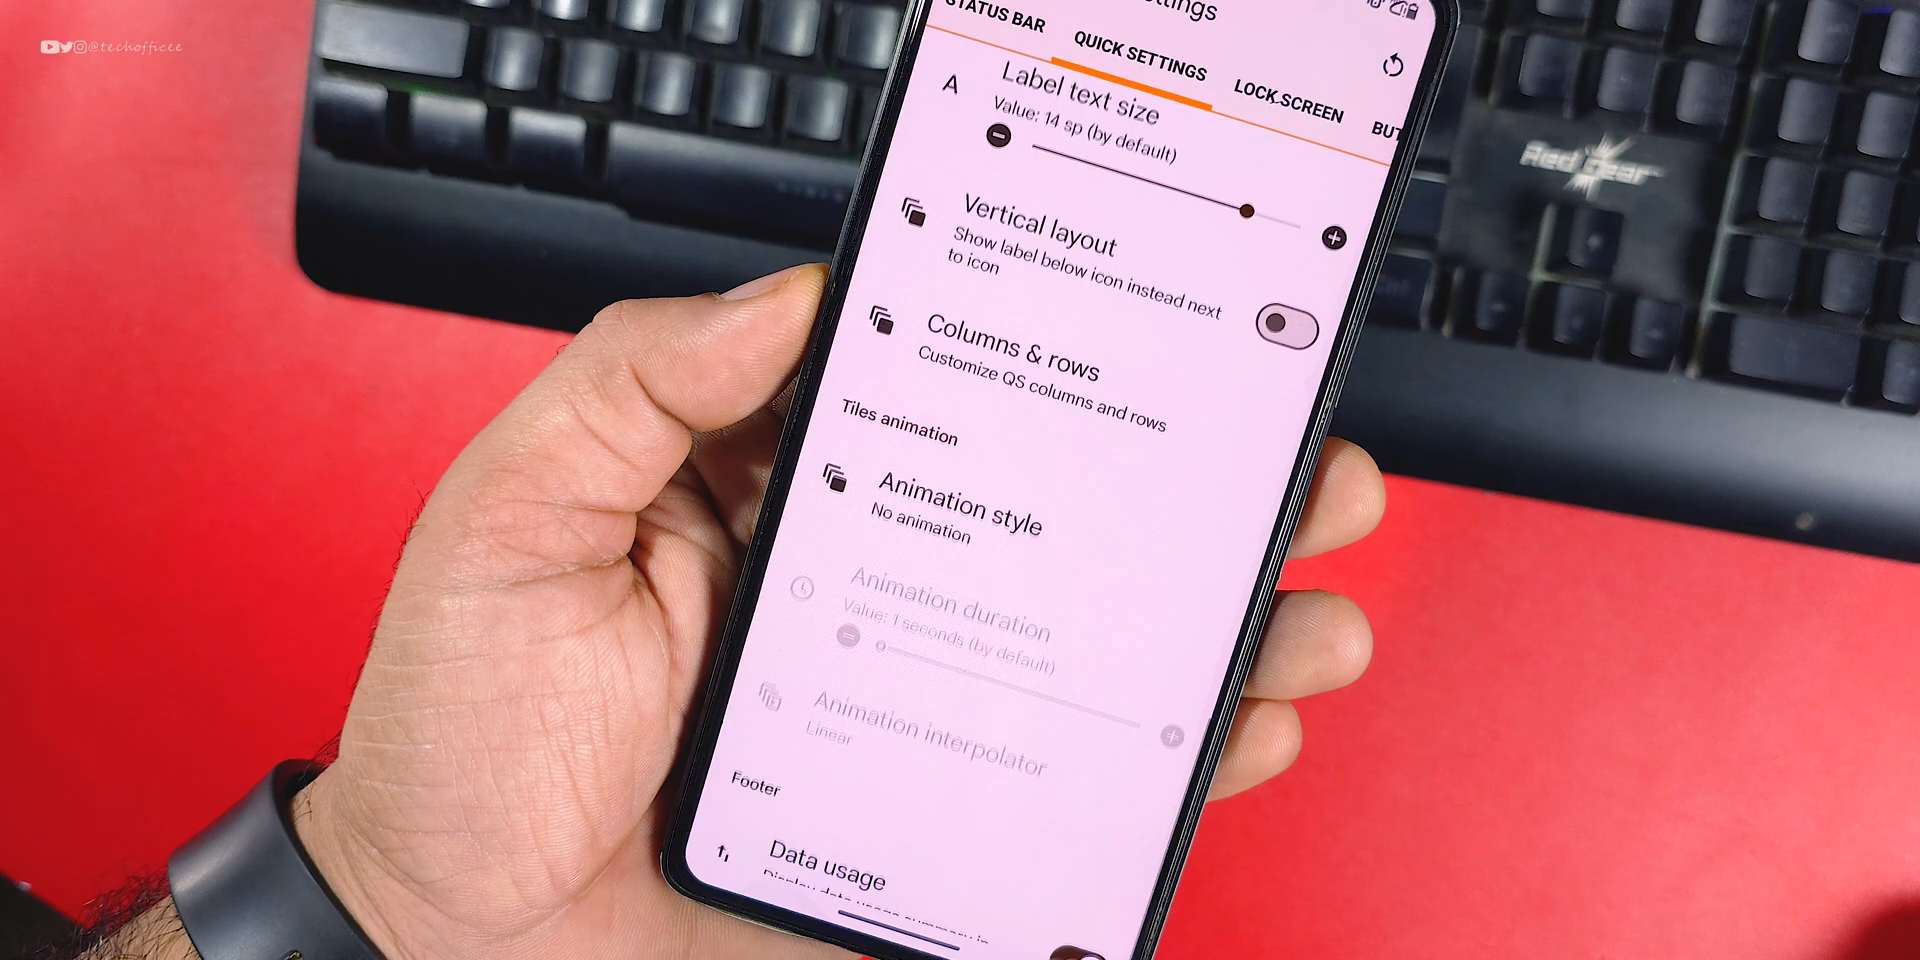 @techofficee
STATUS BAR
QUICK SETTINGS
LOCK SCREEN
Label text size
Value: 14 sp (by default)
Vertical layout
Show label below icon instead next
to icon
Columns & rows
Customize QS columns and rows
Tiles animation
Animation style
No animation
Animation duration
Value: 1 seconds (by default)
Animation interpolator
Linear
Footer
Data usage
Red Gear